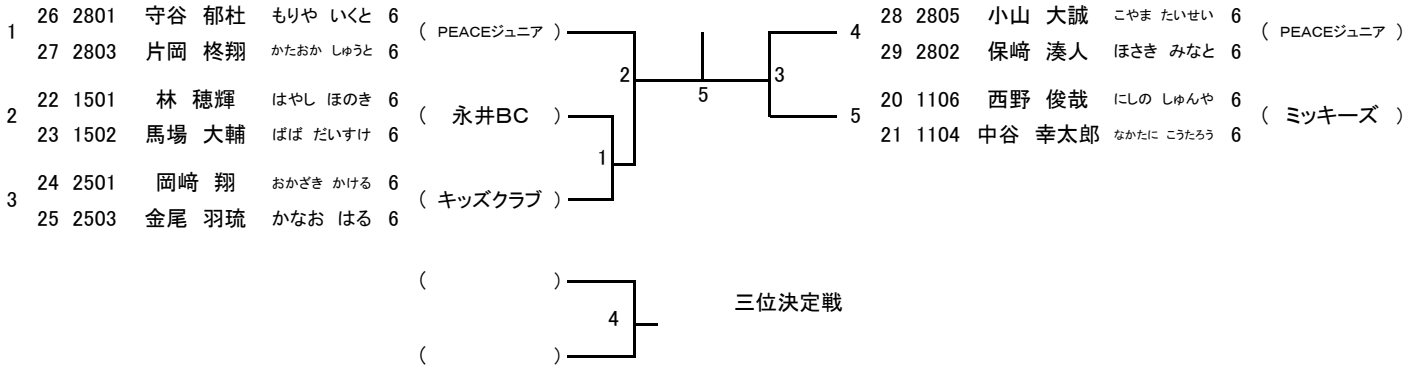 1 26 2801 守谷 郁杜 もりや いくと 6 ( PEACEジュニア )
27 2803 片岡 柊翔 かたおか しゅうと 6
2 22 1501 林 穂輝 はやし ほのき 6 ( 永井BC )
23 1502 馬場 大輔 ばば だいすけ 6
3 24 2501 岡﨑 翔 おかざき かける 6 ( キッズクラブ )
25 2503 金尾 羽琉 かなお はる 6
2
1
5
3
4 28 2805 小山 大誠 こやま たいせい 6 ( PEACEジュニア )
29 2802 保﨑 湊人 ほさき みなと 6
5 20 1106 西野 俊哉 にしの しゅんや 6 ( ミッキーズ )
21 1104 中谷 幸太郎 なかたに こうたろう 6
( )
4 三位決定戦
( )